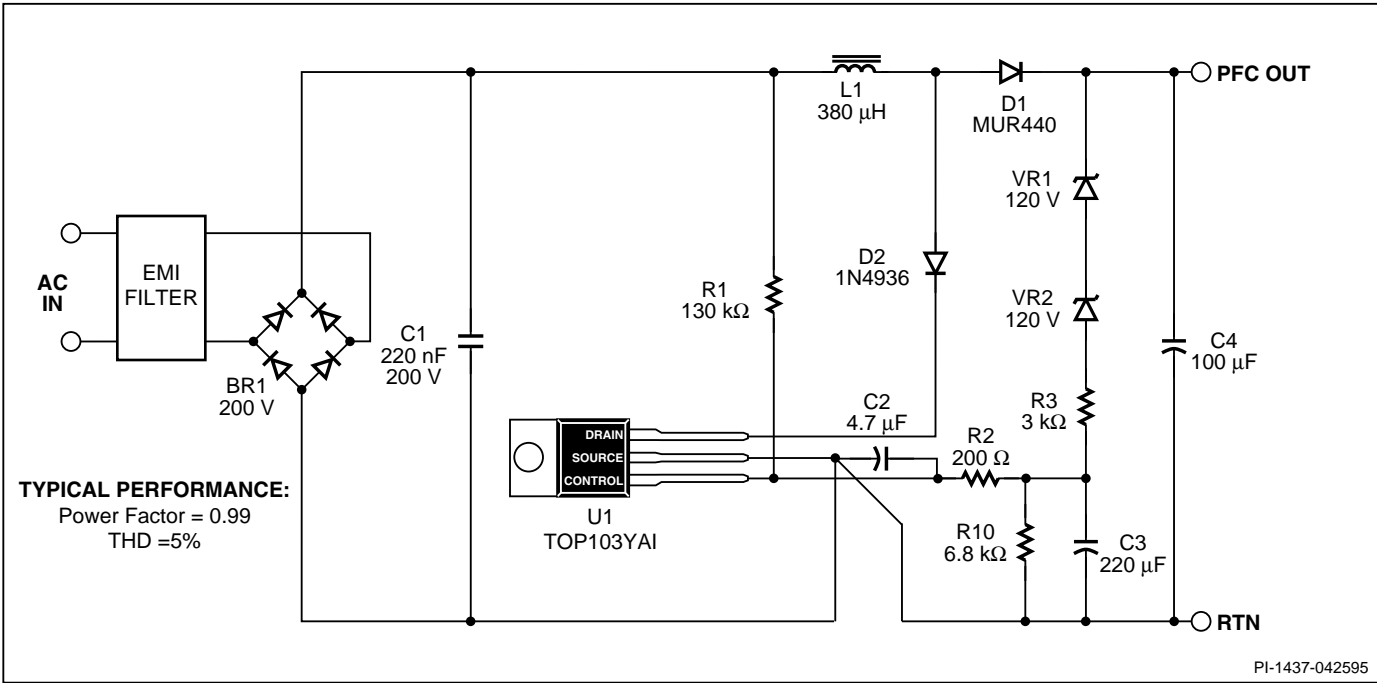 PFC OUT
L1
380 µH
D1
MUR440
VR1
120 V
AC
IN
EMI
FILTER
D2
1N4936
R1
130 kΩ
VR2
120 V
C1
220 nF
200 V
C4
100 µF
BR1
200 V
C2
4.7 µF
R3
3 kΩ
DRAIN
SOURCE
CONTROL
R2
200 Ω
TYPICAL PERFORMANCE:
Power Factor = 0.99
THD =5%
U1
TOP103YAI
R10
6.8 kΩ
C3
220 µF
RTN
PI-1437-042595